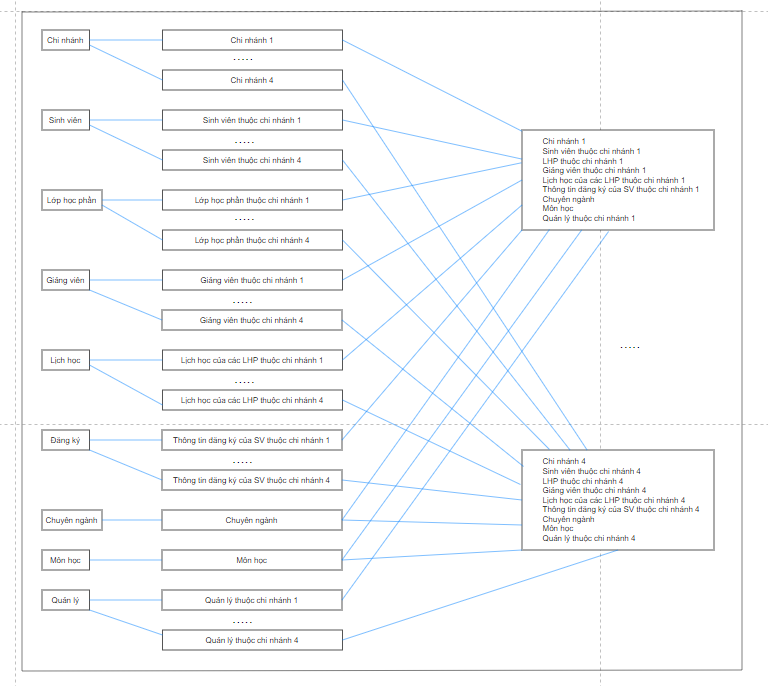 Chi nhánh
Chi nhánh 1
.....
Chi nhánh 4
Sinh viên
Sinh viên thuộc chi nhánh 1
.....
Sinh viên thuộc chi nhánh 4
Lớp học phần
Lớp học phần thuộc chi nhánh 1
.....
Lớp học phần thuộc chi nhánh 4
Giảng viên
Giảng viên thuộc chi nhánh 1
.....
Giảng viên thuộc chi nhánh 4
Lịch học
Lịch học của các LHP thuộc chi nhánh 1
.....
Lịch học của các LHP thuộc chi nhánh 4
Đăng ký
Thông tin đăng ký của SV thuộc chi nhánh 1
.....
Thông tin đăng ký của SV thuộc chi nhánh 4
Chuyên ngành
Chuyên ngành
Môn học
Môn học
Quản lý
Quản lý thuộc chi nhánh 1
.....
Quản lý thuộc chi nhánh 4
Chi nhánh 1
Sinh viên thuộc chi nhánh 1
LHP thuộc chi nhánh 1
Giảng viên thuộc chi nhánh 1
Lịch học của các LHP thuộc chi nhánh 1
Thông tin đăng ký của SV thuộc chi nhánh 1
Chuyên ngành
Môn học
Quản lý thuộc chi nhánh 1
.....
Chi nhánh 4
Sinh viên thuộc chi nhánh 4
LHP thuộc chi nhánh 4
Giảng viên thuộc chi nhánh 4
Lịch học của các LHP thuộc chi nhánh 4
Thông tin đăng ký của SV thuộc chi nhánh 4
Chuyên ngành
Môn học
Quản lý thuộc chi nhánh 4